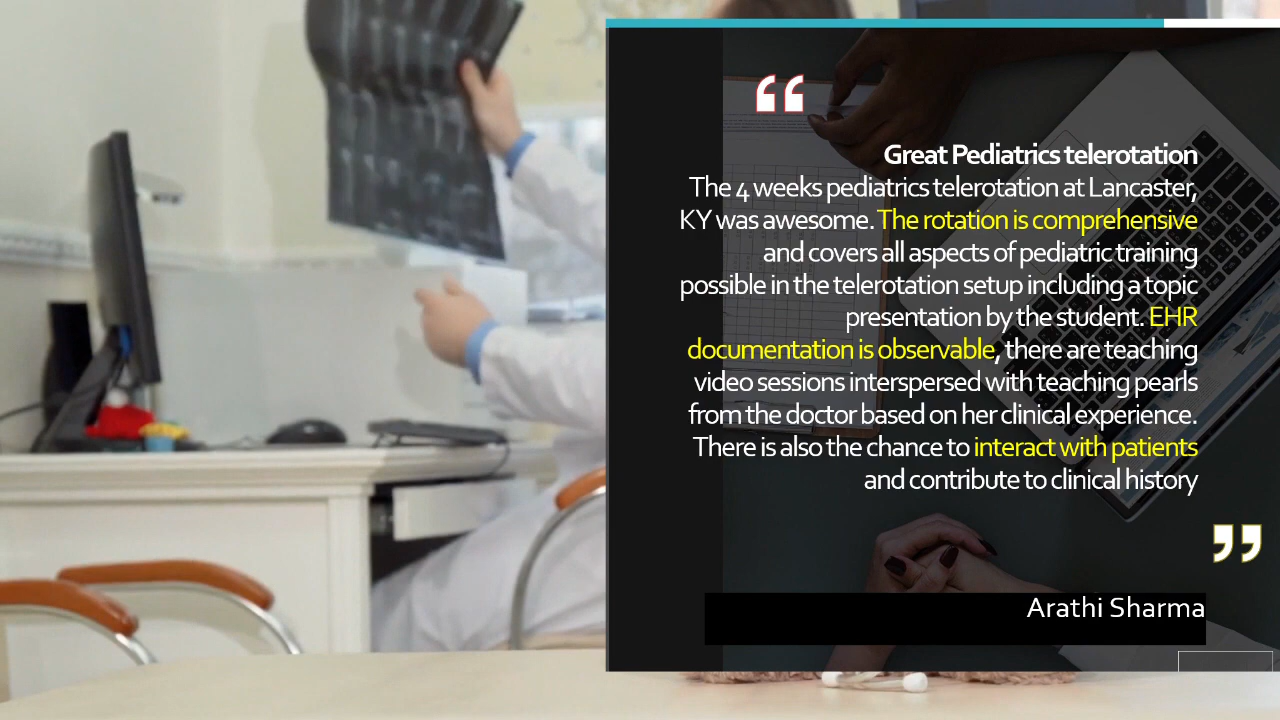 “
Great Pediatrics telerotation
The 4 weeks pediatrics telerotation at Lancaster,
KY was awesome. The rotation is comprehensive
and covers all aspects of pediatric training
possible in the telerotation setup including a topic
presentation by the student. EHR
documentation is observable, there are teaching
video sessions interspersed with teaching pearls
from the doctor based on her clinical experience.
There is also the chance to interact with patients
and contribute to clinical history
”
Arathi Sharma